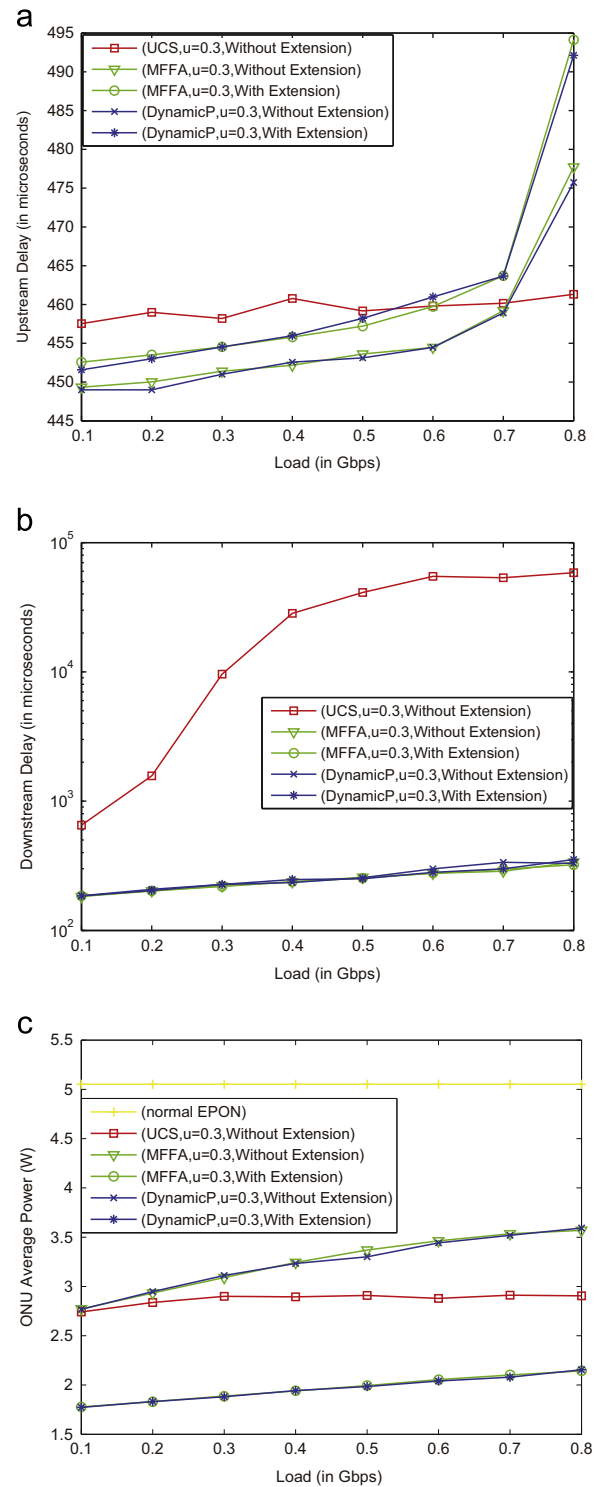 a
495
490
485
480
475
470
465
460
455
450
445
Upstream Delay (in microseconds)
(UCS,u=0.3,Without Extension)
(MFFA,u=0.3,Without Extension)
(MFFA,u=0.3,With Extension)
(DynamicP,u=0.3,Without Extension)
(DynamicP,u=0.3,With Extension)
0.1 0.2 0.3 0.4 0.5 0.6 0.7 0.8
Load (in Gbps)
b
10^5
10^4
10^3
10^2
Downstream Delay (in microseconds)
(UCS,u=0.3,Without Extension)
(MFFA,u=0.3,Without Extension)
(MFFA,u=0.3,With Extension)
(DynamicP,u=0.3,Without Extension)
(DynamicP,u=0.3,With Extension)
0.1 0.2 0.3 0.4 0.5 0.6 0.7 0.8
Load (in Gbps)
c
5.5
5
4.5
4
3.5
3
2.5
2
1.5
ONU Average Power (W)
(normal EPON)
(UCS,u=0.3,Without Extension)
(MFFA,u=0.3,Without Extension)
(MFFA,u=0.3,With Extension)
(DynamicP,u=0.3,Without Extension)
(DynamicP,u=0.3,With Extension)
0.1 0.2 0.3 0.4 0.5 0.6 0.7 0.8
Load (in Gbps)